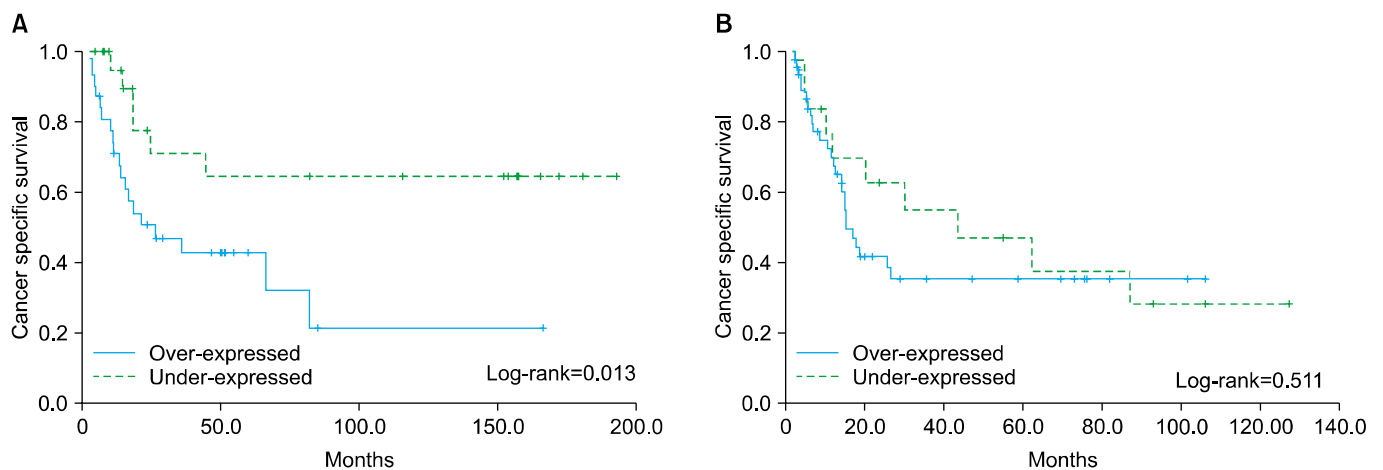 A
1.0
0.8
0.6
0.4
0.2
0.0
Cancer specific survival
Over-expressed
Under-expressed
Log-rank=0.013
0
50.0
100.0
150.0
200.0
Months
B
1.0
0.8
0.6
0.4
0.2
0.0
Cancer specific survival
Over-expressed
Under-expressed
Log-rank=0.511
0
20.0
40.0
60.0
80.0
100.0
120.00
140.0
Months